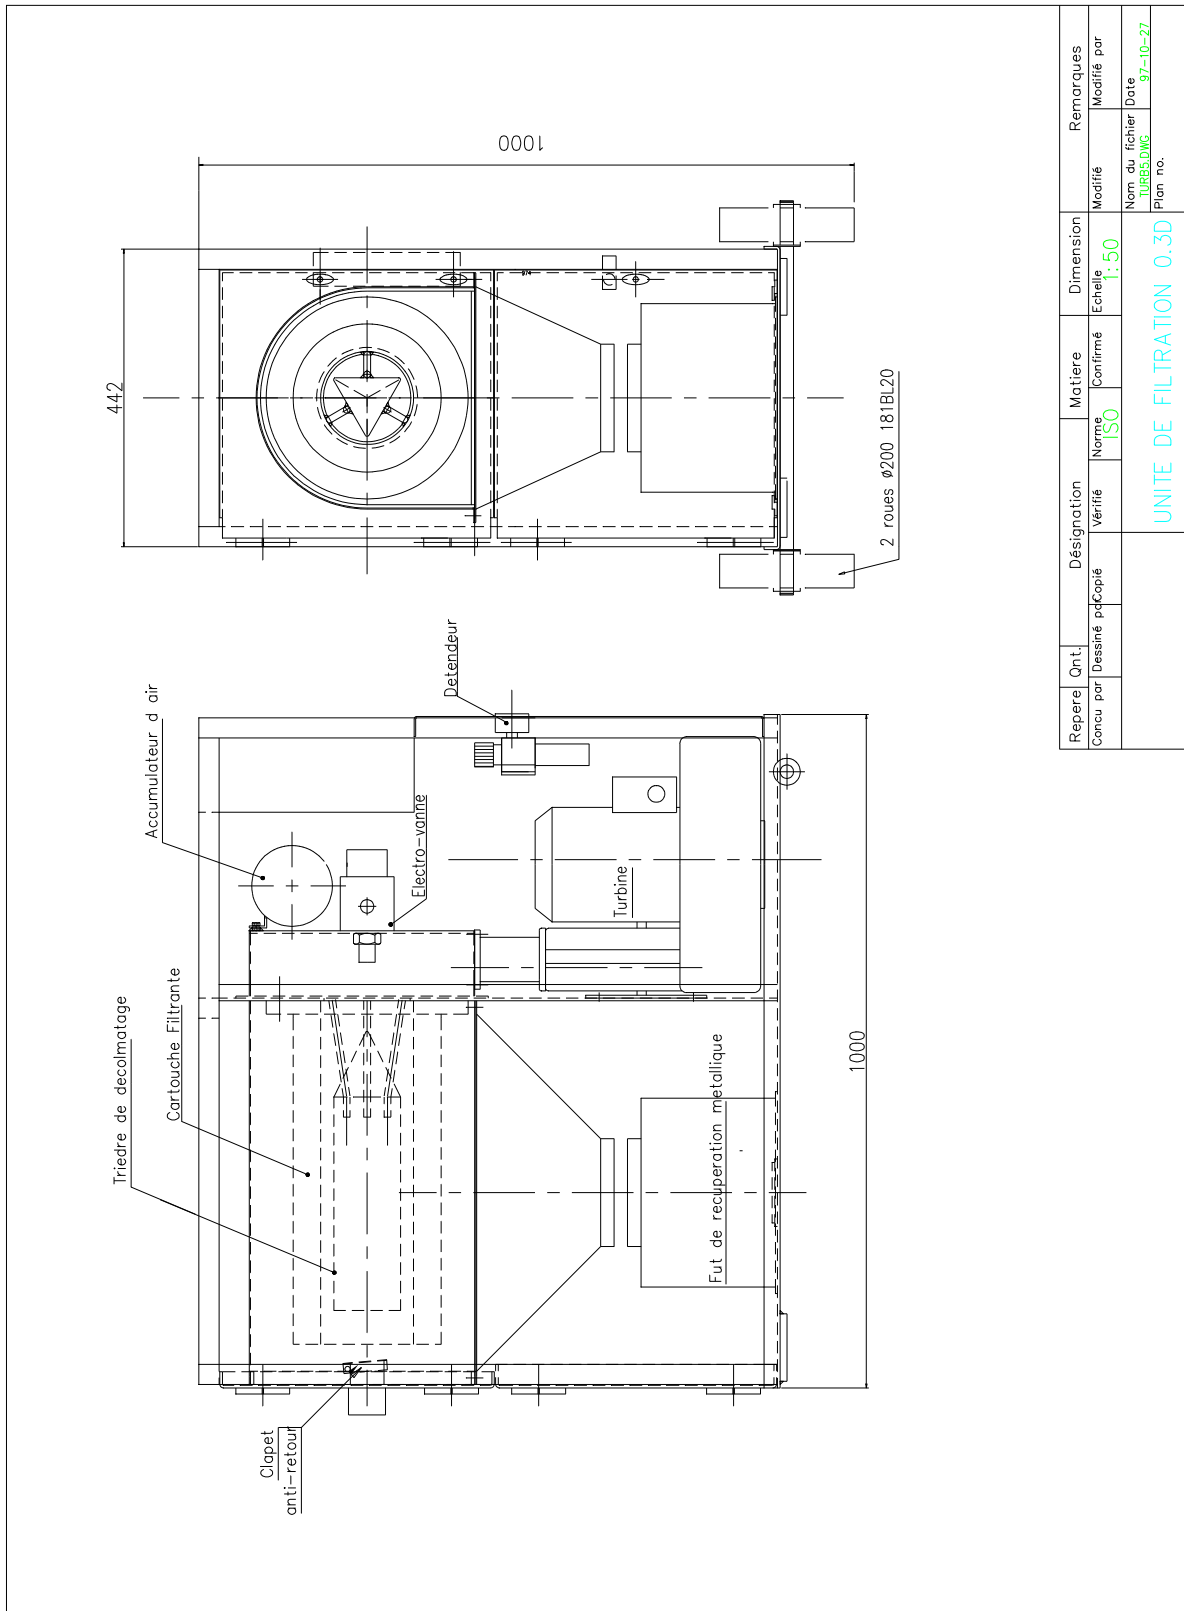 Clapet
anti-retour
Triedre de decolmatage
Cartouche Filtrante
Accumulateur d air
Electro-vanne
Detendeur
Turbine
Fut de recuperation metallique
1000
442
1000
974
2 roues ø200 181BL20
Repere
Qnt.
Désignation
Matiere
Dimension
Remarques
Concu par
Dessiné par
Copié
Vérifié
Norme
ISO
Confirmé
Echelle
1:50
Modifié
Modifié par
Nom du fichier
TURB5.DWG
Date
97-10-27
Plan no.
UNITE DE FILTRATION 0.3D